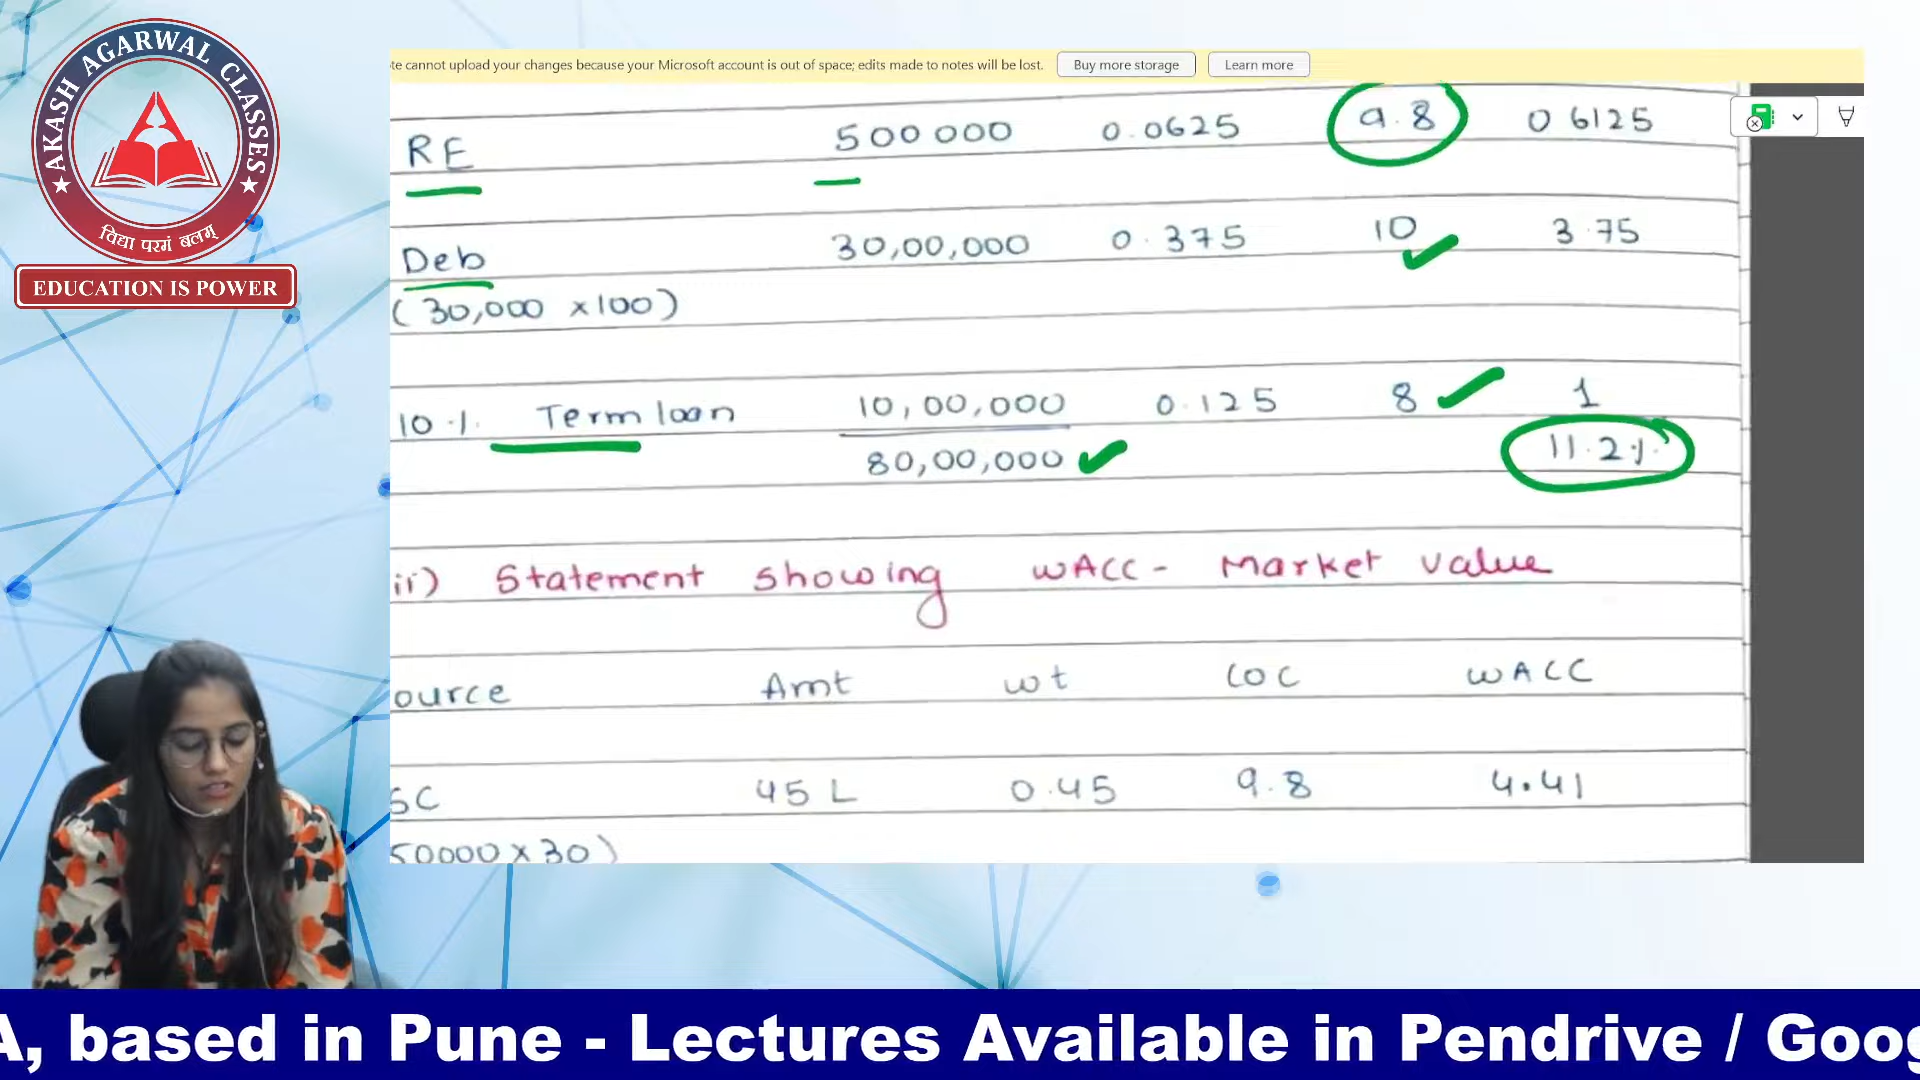 AKASH AGARWAL CLASSES
विद्या परमं बलम्
EDUCATION IS POWER
te cannot upload your changes because your Microsoft account is out of space; edits made to notes will be lost. Buy more storage Learn more
RE 500000 0.0625 9.8 0 6125
Deb 30,00,000 0.375 10 3.75
(30,000 x100)
10 %. Term loan 10,00,000 0.125 8 1
80,00,000 11.2%.
ii) Statement showing WACC - Market value
ource Amt wt COC WACC
SC 45 L 0.45 9.8 4.41
50000 x 30)
A, based in Pune - Lectures Available in Pendrive / Goog